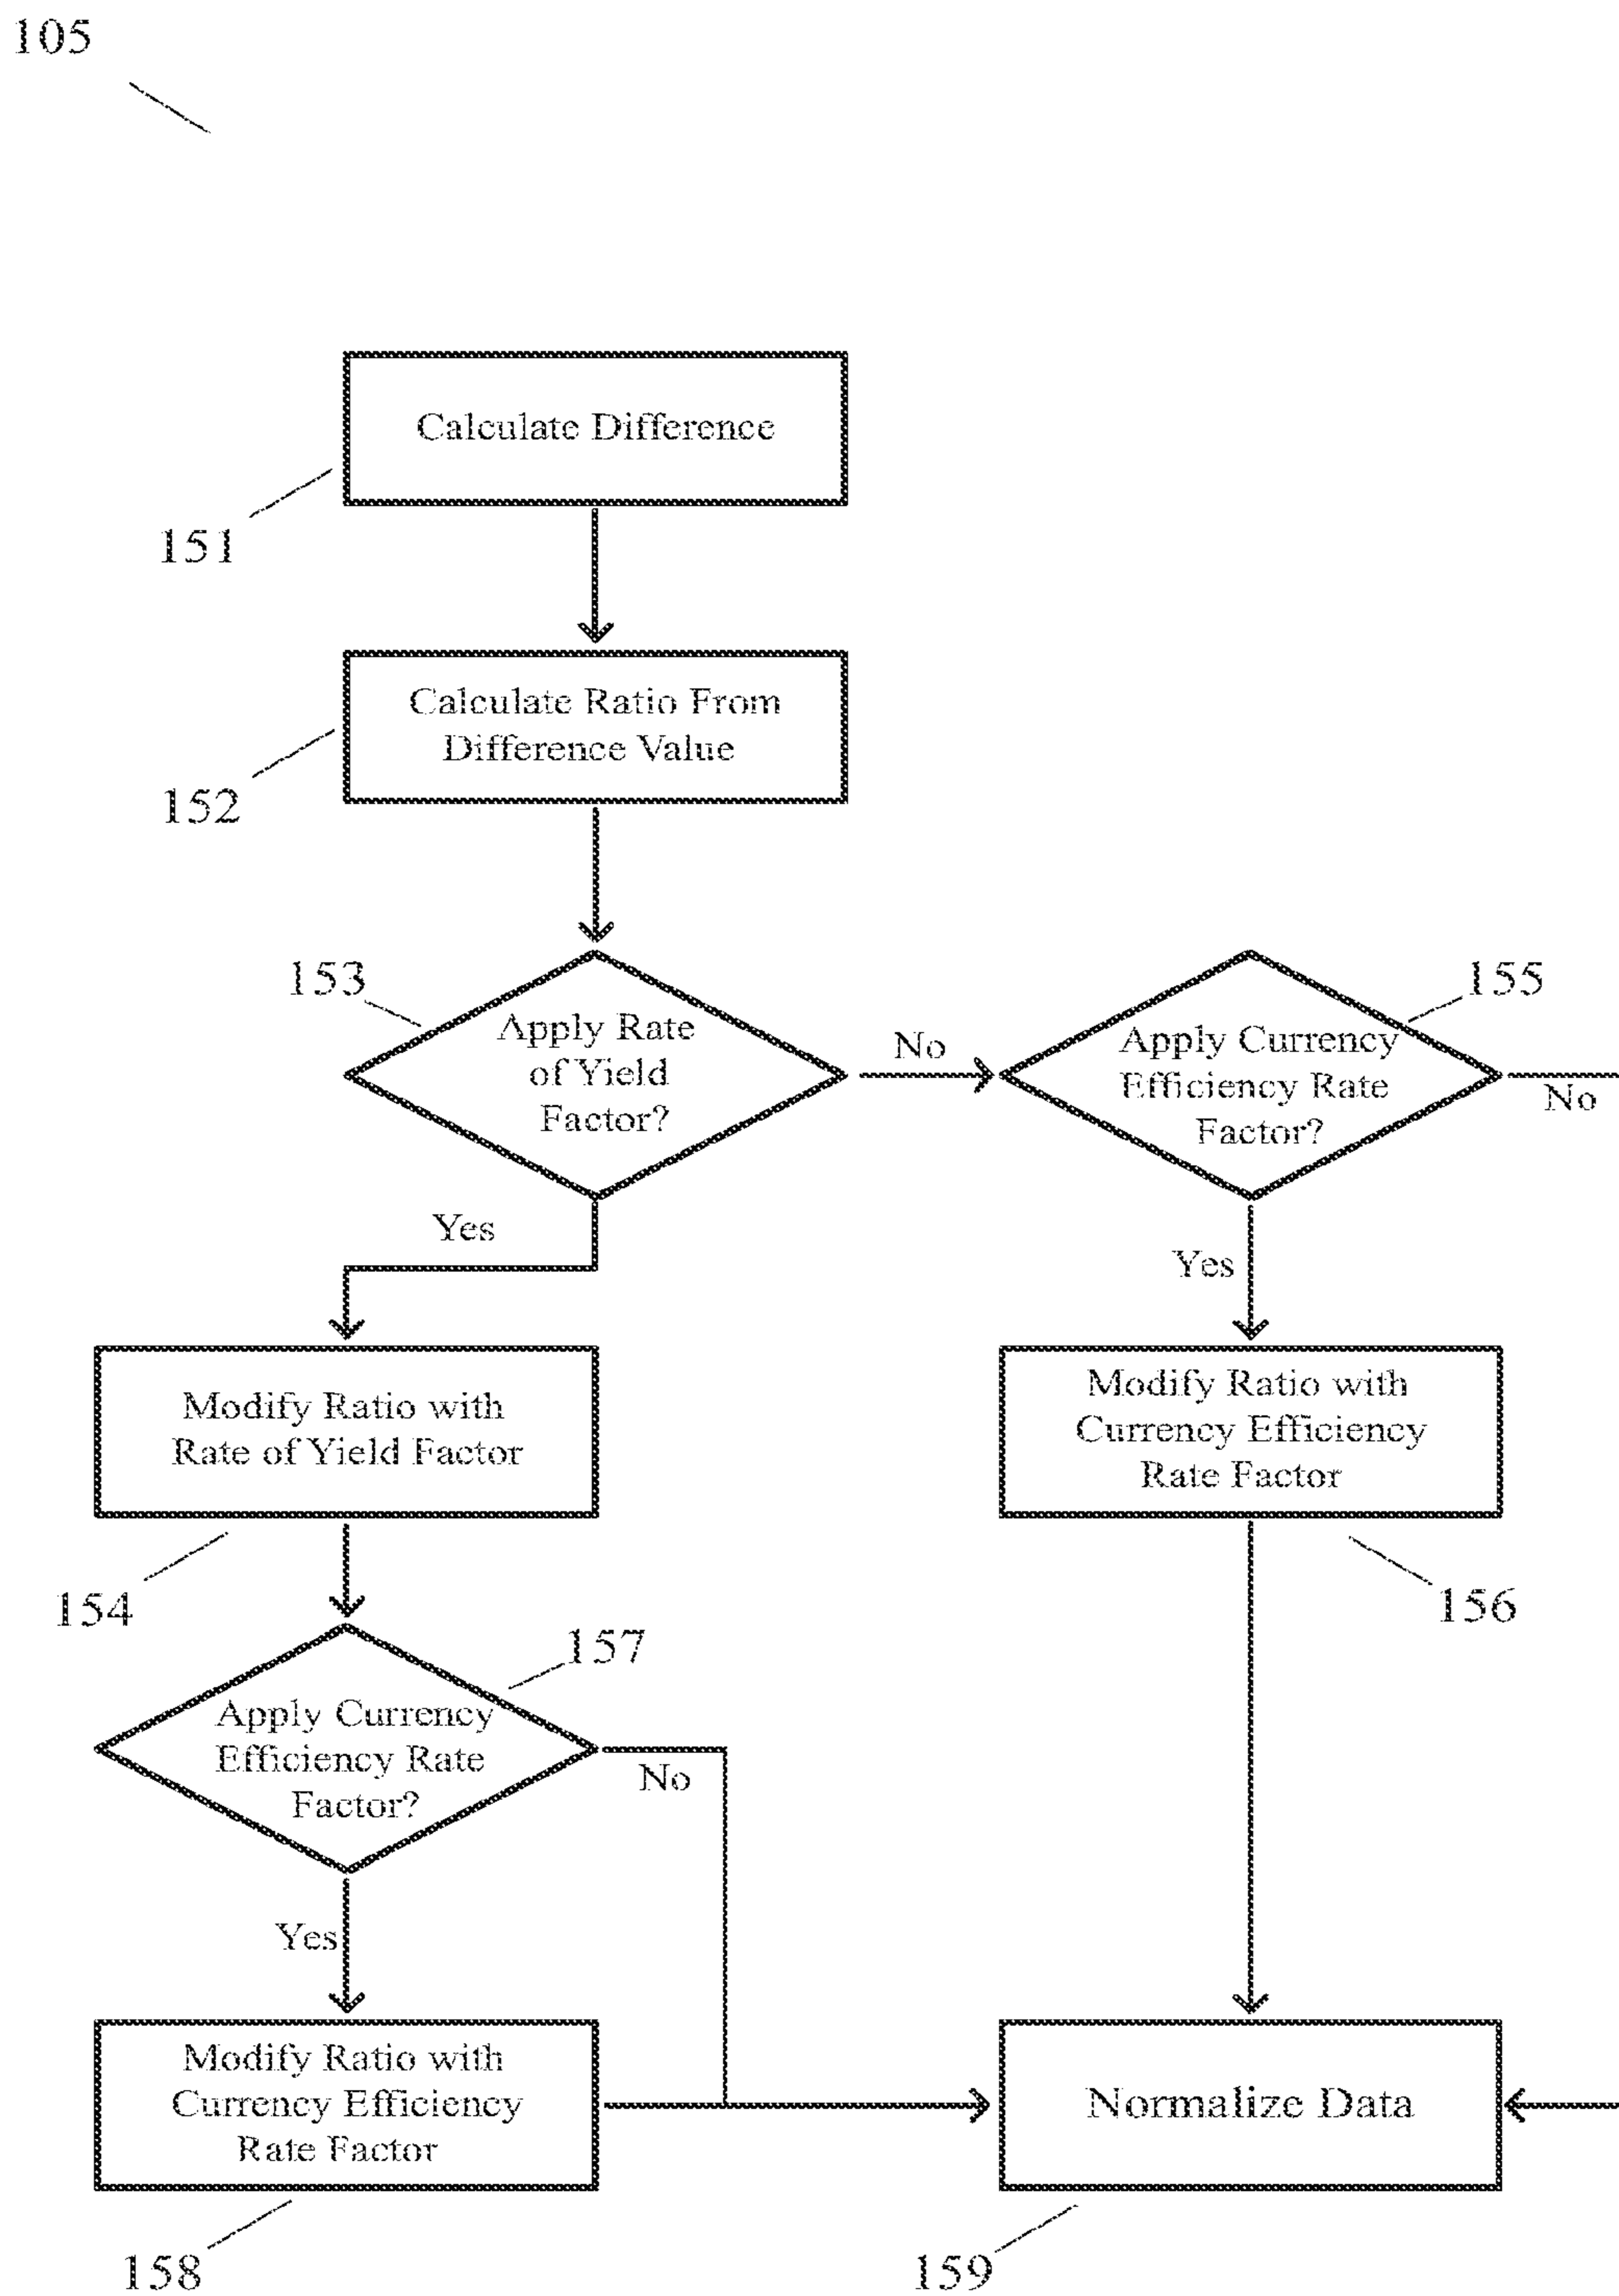 105
Calculate Difference
151
Calculate Ratio From
Difference Value
152
153
Apply Rate
of Yield
Factor?
No
155
Apply Currency
Efficiency Rate
Factor?
No
Yes
Yes
Modify Ratio with
Rate of Yield Factor
154
Modify Ratio with
Currency Efficiency
Rate Factor
156
157
Apply Currency
Efficiency Rate
Factor?
No
Yes
Modify Ratio with
Currency Efficiency
Rate Factor
158
Normalize Data
159